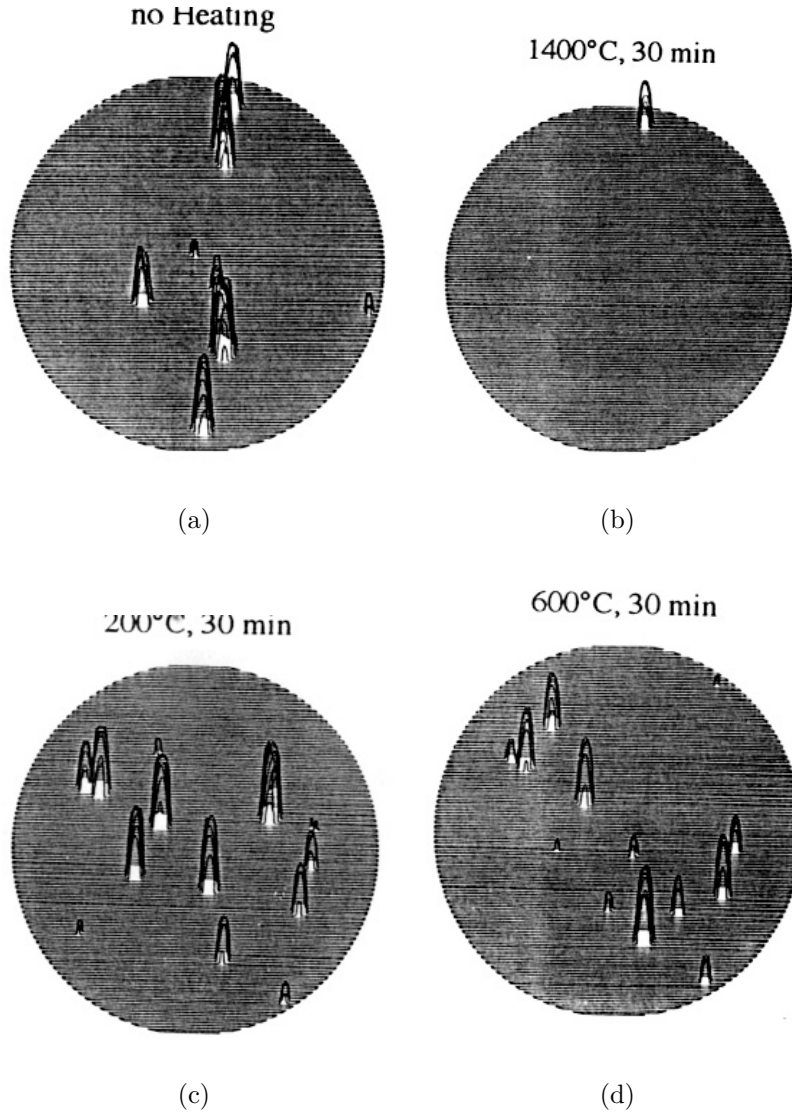 no Heating
1400°C, 30 min
(a)
(b)
200°C, 30 min
600°C, 30 min
(c)
(d)